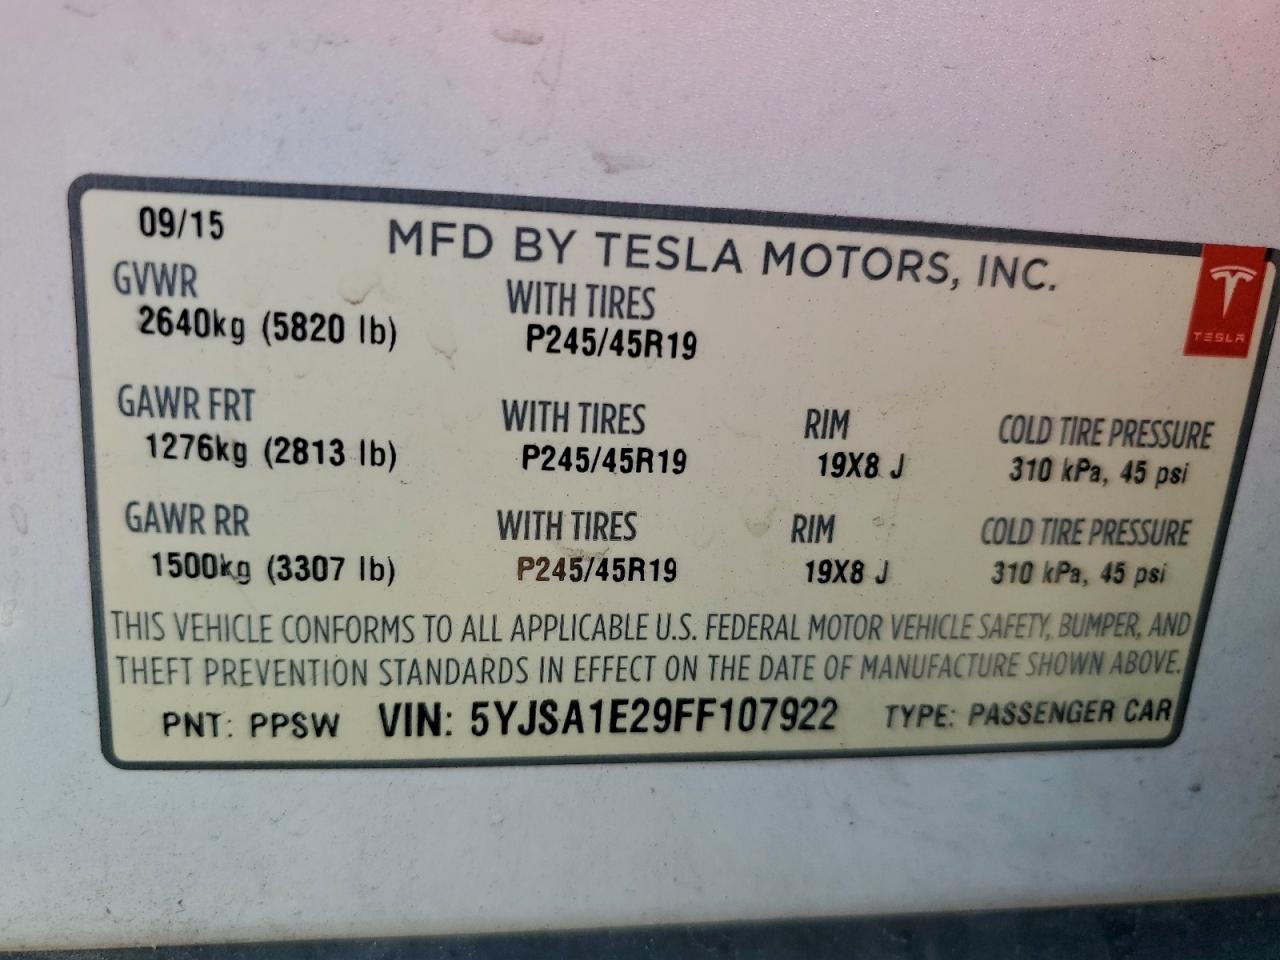 09/15 MFD BY TESLA MOTORS, INC.
TESLA
GVWR WITH TIRES
2640kg (5820 lb) P245/45R19
GAWR FRT WITH TIRES RIM COLD TIRE PRESSURE
1276kg (2813 lb) P245/45R19 19X8 J 310 kPa, 45 psi
GAWR RR WITH TIRES RIM COLD TIRE PRESSURE
1500kg (3307 lb) P245/45R19 19X8 J 310 kPa, 45 psi
THIS VEHICLE CONFORMS TO ALL APPLICABLE U.S. FEDERAL MOTOR VEHICLE SAFETY, BUMPER, AND
THEFT PREVENTION STANDARDS IN EFFECT ON THE DATE OF MANUFACTURE SHOWN ABOVE.
PNT: PPSW VIN: 5YJSA1E29FF107922 TYPE: PASSENGER CAR